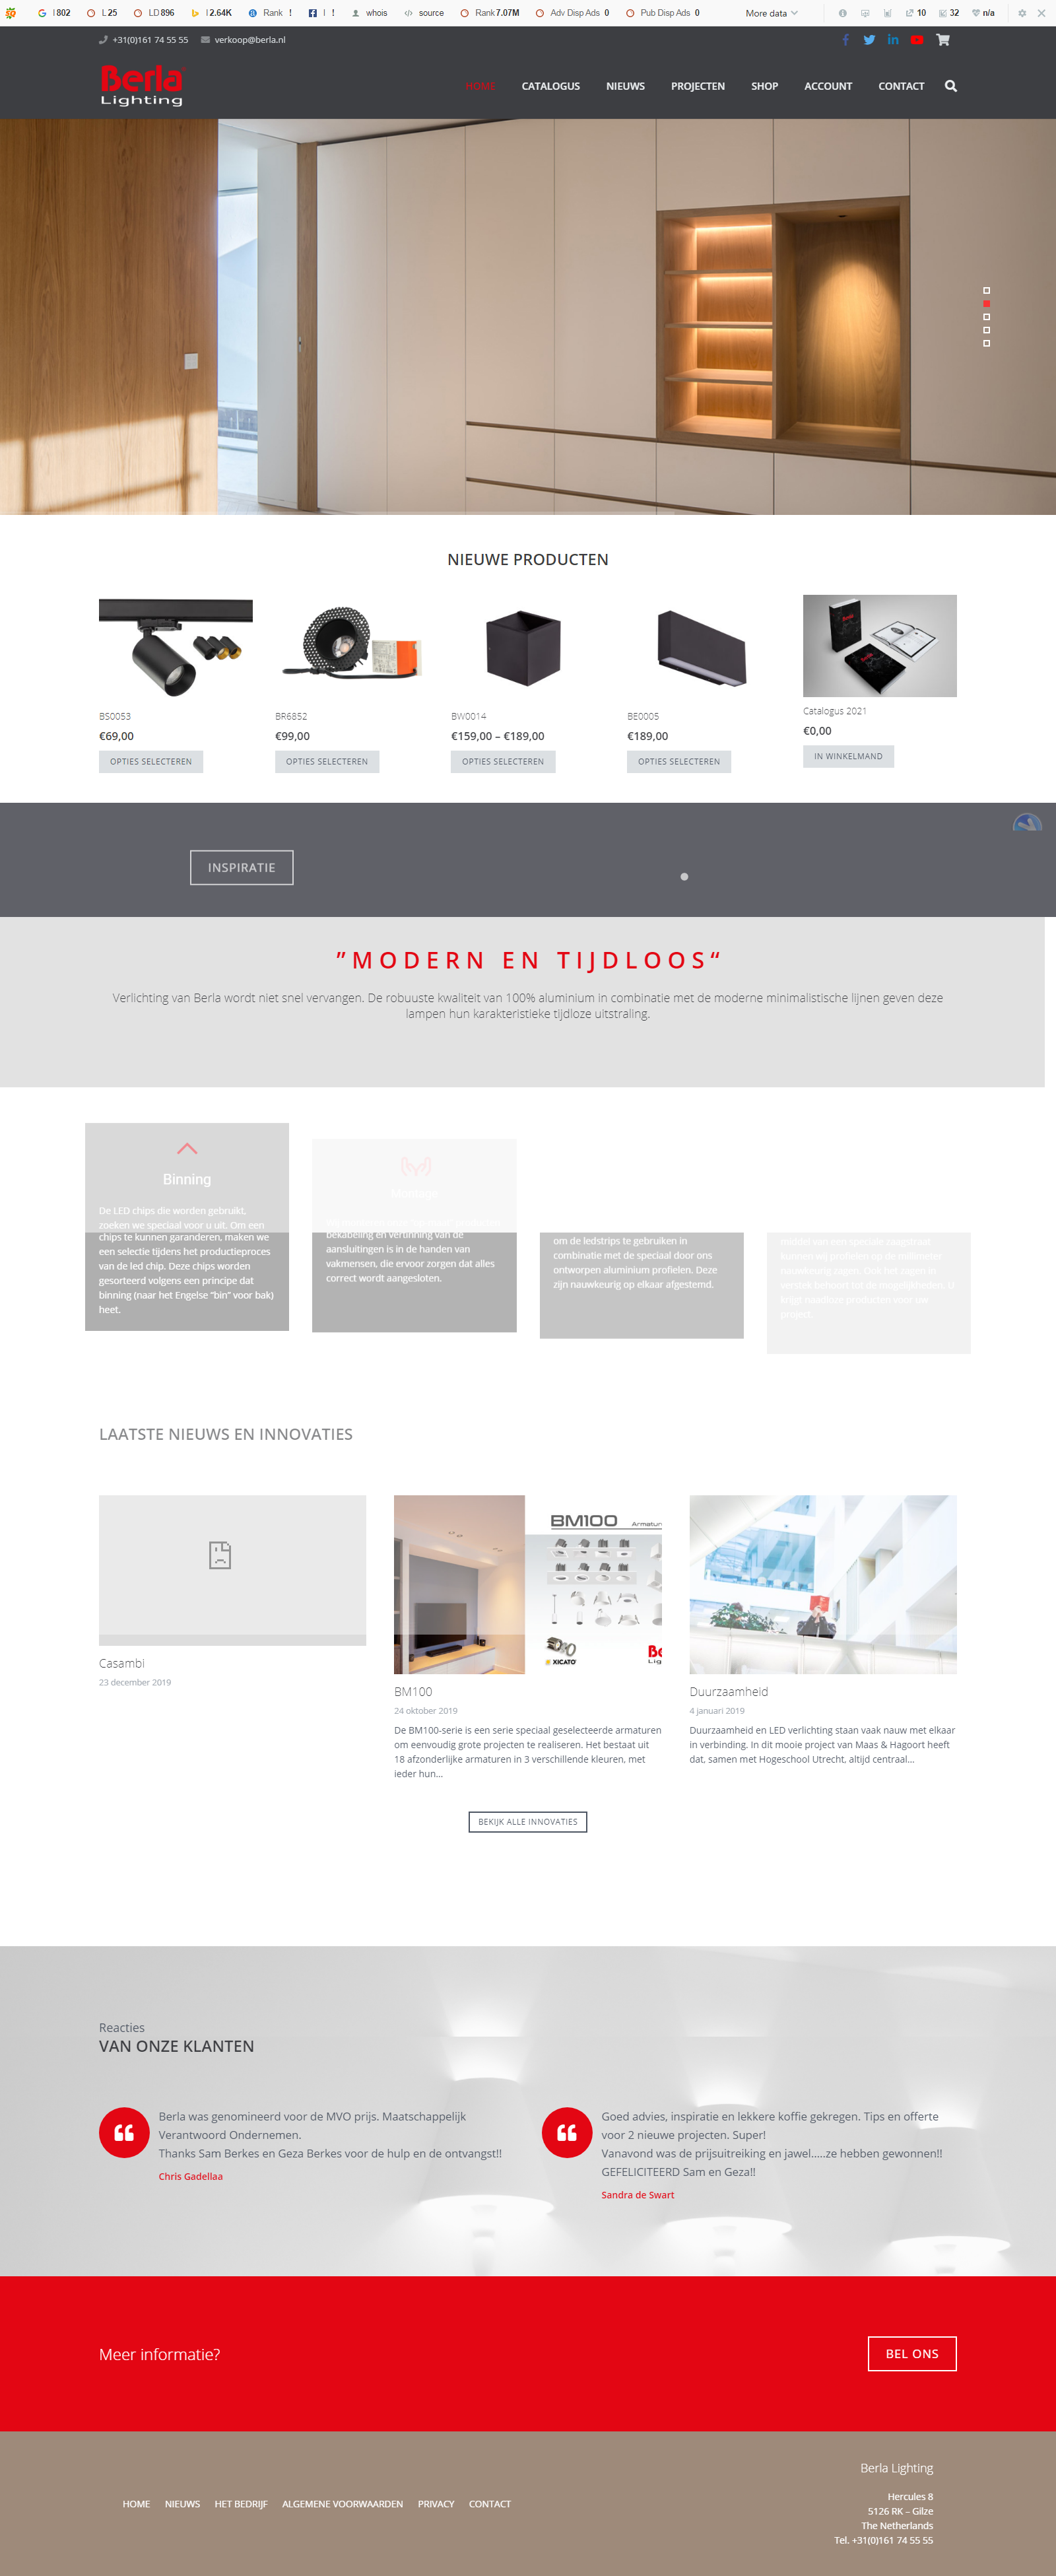 I 802 L 25 LD 896 I 2.64K Rank ! I ! whois source Rank 7.07M Adv Disp Ads 0 Pub Disp Ads 0 More data 10 32 n/a
+31(0)161 74 55 55 verkoop@berla.nl
Berla
Lighting
HOME CATALOGUS NIEUWS PROJECTEN SHOP ACCOUNT CONTACT
NIEUWE PRODUCTEN
BS0053
€69,00
OPTIES SELECTEREN
BR6852
€99,00
OPTIES SELECTEREN
BW0014
€159,00 – €189,00
OPTIES SELECTEREN
BE0005
€189,00
OPTIES SELECTEREN
Catalogus 2021
€0,00
IN WINKELMAND
INSPIRATIE
”MODERN EN TIJDLOOS“
Verlichting van Berla wordt niet snel vervangen. De robuuste kwaliteit van 100% aluminium in combinatie met de moderne minimalistische lijnen geven deze
lampen hun karakteristieke tijdloze uitstraling.
Binning
De LED chips die worden gebruikt,
zoeken we speciaal voor u uit. Om een
chips te kunnen garanderen, maken we
een selectie tijdens het productieproces
van de led chip. Deze chips worden
gesorteerd volgens een principe dat
binning (naar het Engelse “bin” voor bak)
heet.
Montage
bekabeling en vertinning van de
aansluitingen is in de handen van
vakmensen, die ervoor zorgen dat alles
correct wordt aangesloten.
om de ledstrips te gebruiken in
combinatie met de speciaal door ons
ontworpen aluminium profielen. Deze
zijn nauwkeurig op elkaar afgestemd.
project.
LAATSTE NIEUWS EN INNOVATIES
Casambi
23 december 2019
BM100
XICATO
BM100
24 oktober 2019
De BM100-serie is een serie speciaal geselecteerde armaturen
om eenvoudig grote projecten te realiseren. Het bestaat uit
18 afzonderlijke armaturen in 3 verschillende kleuren, met
ieder hun...
Duurzaamheid
4 januari 2019
Duurzaamheid en LED verlichting staan vaak nauw met elkaar
in verbinding. In dit mooie project van Maas & Hagoort heeft
dat, samen met Hogeschool Utrecht, altijd centraal...
BEKIJK ALLE INNOVATIES
Reacties
VAN ONZE KLANTEN
Berla was genomineerd voor de MVO prijs. Maatschappelijk
Verantwoord Ondernemen.
Thanks Sam Berkes en Geza Berkes voor de hulp en de ontvangst!!
Chris Gadellaa
Goed advies, inspiratie en lekkere koffie gekregen. Tips en offerte
voor 2 nieuwe projecten. Super!
Vanavond was de prijsuitreiking en jawel.....ze hebben gewonnen!!
GEFELICITEERD Sam en Geza!!
Sandra de Swart
Meer informatie?
BEL ONS
HOME NIEUWS HET BEDRIJF ALGEMENE VOORWAARDEN PRIVACY CONTACT
Berla Lighting
Hercules 8
5126 RK – Gilze
The Netherlands
Tel. +31(0)161 74 55 55